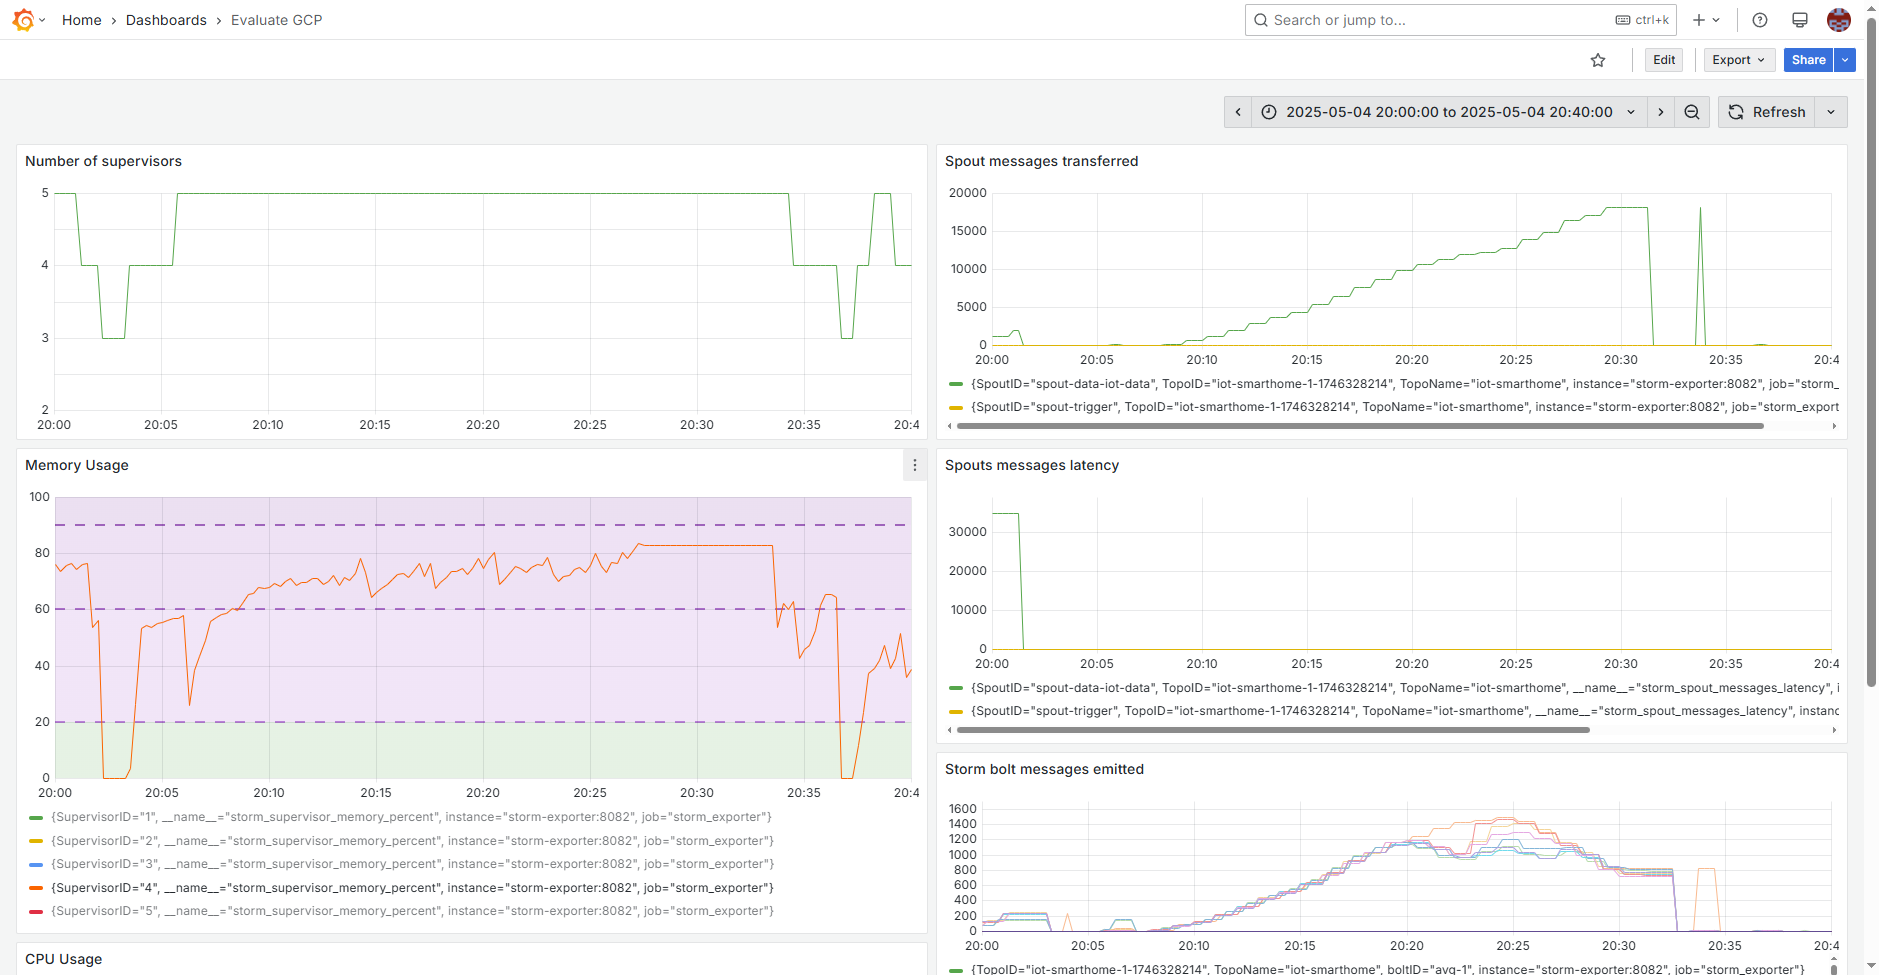 Home › Dashboards › Evaluate GCP
Search or jump to... ctrl+k
Edit Export Share
2025-05-04 20:00:00 to 2025-05-04 20:40:00 Refresh
Number of supervisors
5
4
3
2
20:00 20:05 20:10 20:15 20:20 20:25 20:30 20:35 20:4
Spout messages transferred
20000
15000
10000
5000
0
20:00 20:05 20:10 20:15 20:20 20:25 20:30 20:35 20:4
{SpoutID="spout-data-iot-data", TopoID="iot-smarthome-1-1746328214", TopoName="iot-smarthome", instance="storm-exporter:8082", job="storm_
{SpoutID="spout-trigger", TopoID="iot-smarthome-1-1746328214", TopoName="iot-smarthome", instance="storm-exporter:8082", job="storm_export
Memory Usage
100
80
60
40
20
0
20:00 20:05 20:10 20:15 20:20 20:25 20:30 20:35 20:4
{SupervisorID="1", __name__="storm_supervisor_memory_percent", instance="storm-exporter:8082", job="storm_exporter"}
{SupervisorID="2", __name__="storm_supervisor_memory_percent", instance="storm-exporter:8082", job="storm_exporter"}
{SupervisorID="3", __name__="storm_supervisor_memory_percent", instance="storm-exporter:8082", job="storm_exporter"}
{SupervisorID="4", __name__="storm_supervisor_memory_percent", instance="storm-exporter:8082", job="storm_exporter"}
{SupervisorID="5", __name__="storm_supervisor_memory_percent", instance="storm-exporter:8082", job="storm_exporter"}
Spouts messages latency
30000
20000
10000
0
20:00 20:05 20:10 20:15 20:20 20:25 20:30 20:35 20:4
{SpoutID="spout-data-iot-data", TopoID="iot-smarthome-1-1746328214", TopoName="iot-smarthome", __name__="storm_spout_messages_latency", i
{SpoutID="spout-trigger", TopoID="iot-smarthome-1-1746328214", TopoName="iot-smarthome", __name__="storm_spout_messages_latency", instanc
Storm bolt messages emitted
1600
1400
1200
1000
800
600
400
200
0
20:00 20:05 20:10 20:15 20:20 20:25 20:30 20:35 20:4
{TopoID="iot-smarthome-1-1746328214", TopoName="iot-smarthome", boltID="avg-1", instance="storm-exporter:8082", job="storm_exporter"}
CPU Usage